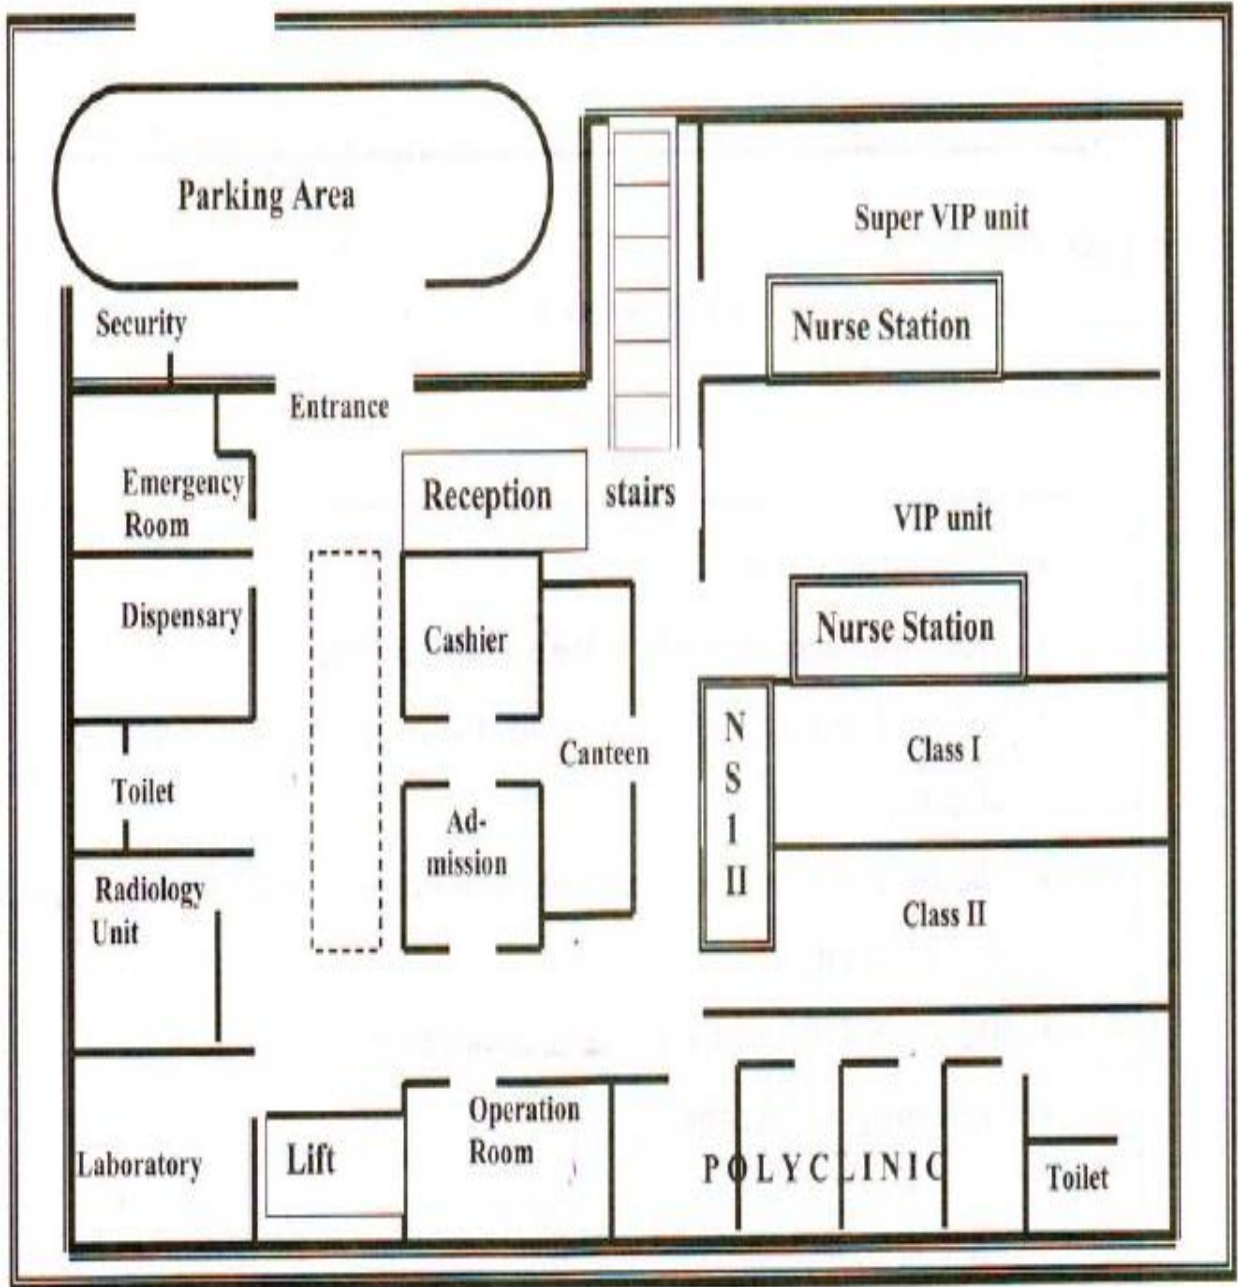 Parking Area
Super VIP unit
Security
Nurse Station
Entrance
Emergency
Room
Reception
stairs
VIP unit
Dispensary
Cashier
Nurse Station
N
S
1
II
Class I
Canteen
Toilet
Ad-
mission
Radiology
Unit
Class II
Operation
Room
Laboratory
Lift
POLYCLINIC
Toilet